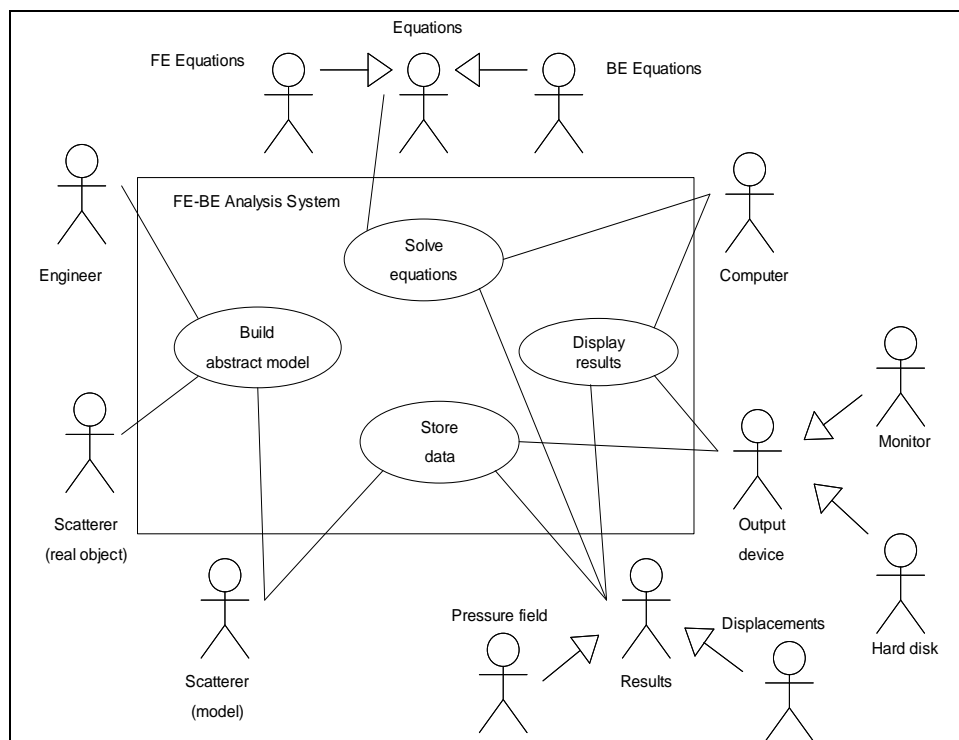 Equations
FE Equations
BE Equations
FE-BE Analysis System
Solve
equations
Engineer
Computer
Build
abstract model
Display
results
Store
data
Monitor
Scatterer
(real object)
Output
device
Pressure field
Displacements
Hard disk
Scatterer
(model)
Results